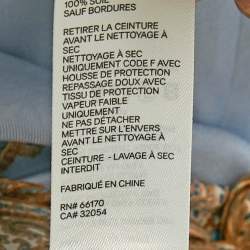 100% SOIE
SAUF BORDURES
RETIRER LA CEINTURE
AVANT LE NETTOYAGE À
SEC
NETTOYAGE À SEC
UNIQUEMENT CODE F AVEC
HOUSSE DE PROTECTION
REPASSAGE DOUX AVEC
TISSU DE PROTECTION
VAPEUR FAIBLE
UNIQUEMENT
NE PAS DÉTACHER
METTRE SUR L'ENVERS
AVANT LE NETTOYAGE À
SEC
CEINTURE - LAVAGE À SEC
INTERDIT
FABRIQUÉ EN CHINE
RN# 66170
CA# 32054